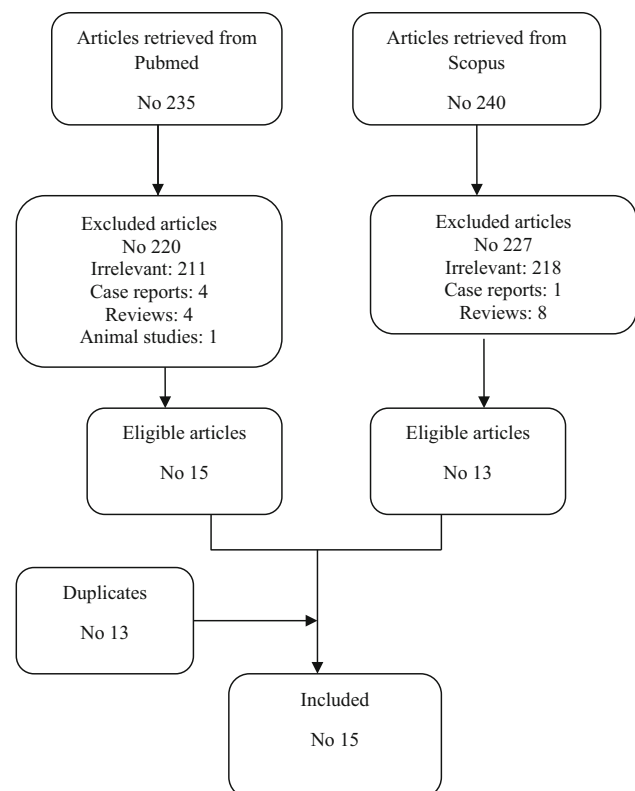 Articles retrieved from
Pubmed
No 235
Articles retrieved from
Scopus
No 240
Excluded articles
No 220
Irrelevant: 211
Case reports: 4
Reviews: 4
Animal studies: 1
Excluded articles
No 227
Irrelevant: 218
Case reports: 1
Reviews: 8
Eligible articles
No 15
Eligible articles
No 13
Duplicates
No 13
Included
No 15